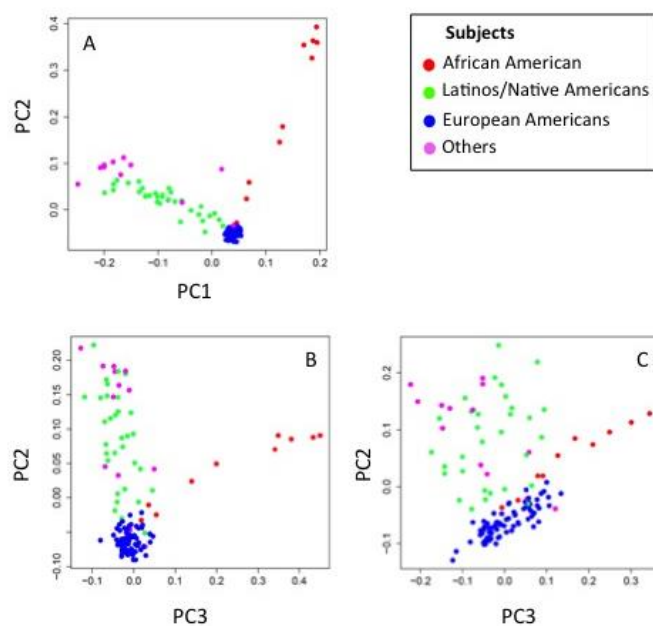 A
PC2
0.4
0.3
0.2
0.1
0.0
−0.2
−0.1
0.0
0.1
0.2
PC1
Subjects
African American
Latinos/Native Americans
European Americans
Others
B
PC2
0.20
0.15
0.10
0.05
0.00
−0.10
−0.1
0.0
0.1
0.2
0.3
0.4
PC3
C
PC2
0.2
0.1
0.0
−0.1
−0.2
−0.1
0.0
0.1
0.2
0.3
PC3